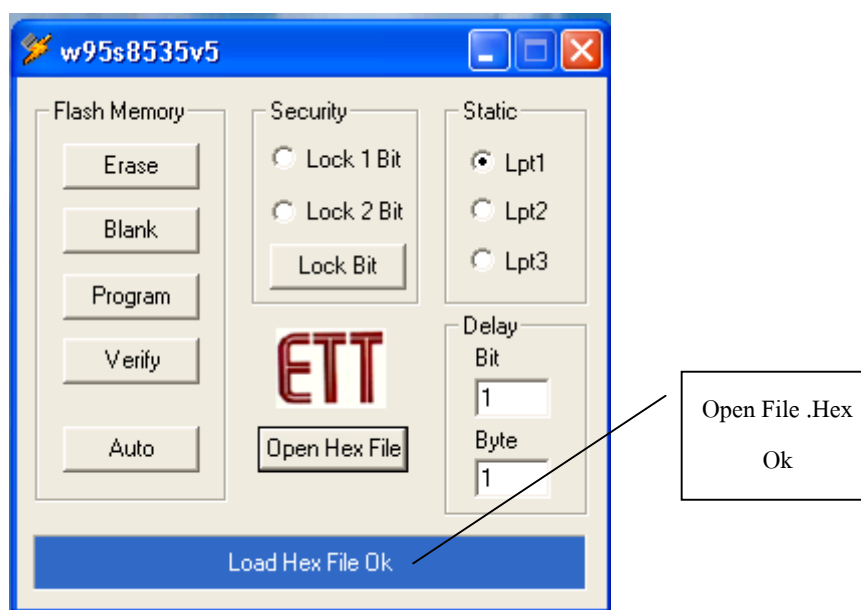 w95s8535v5
Flash Memory
Erase
Blank
Program
Verify
Auto
Security
Lock 1 Bit
Lock 2 Bit
Lock Bit
ETT
Open Hex File
Static
Lpt1
Lpt2
Lpt3
Delay
Bit
1
Byte
1
Load Hex File Ok
Open File .Hex
Ok